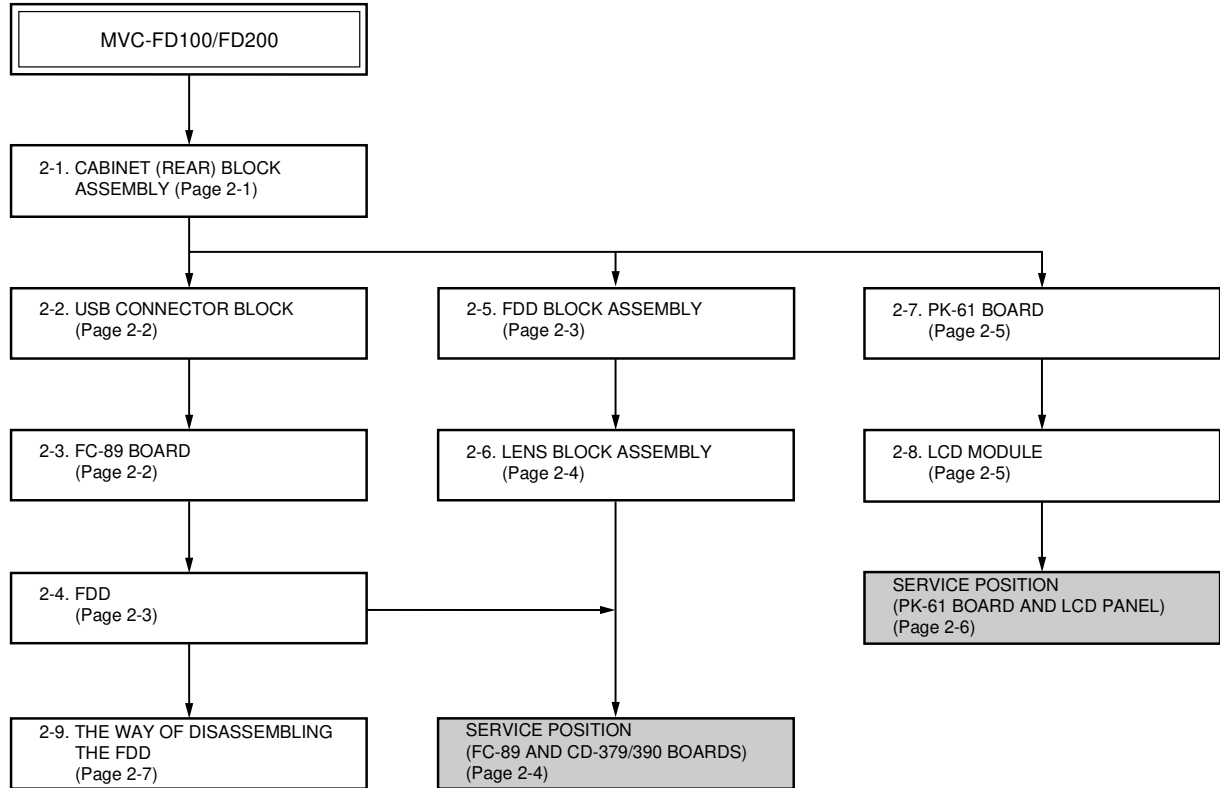 MVC-FD100/FD200
2-1. CABINET (REAR) BLOCK
ASSEMBLY (Page 2-1)
2-2. USB CONNECTOR BLOCK
(Page 2-2)
2-5. FDD BLOCK ASSEMBLY
(Page 2-3)
2-7. PK-61 BOARD
(Page 2-5)
2-3. FC-89 BOARD
(Page 2-2)
2-6. LENS BLOCK ASSEMBLY
(Page 2-4)
2-8. LCD MODULE
(Page 2-5)
2-4. FDD
(Page 2-3)
SERVICE POSITION
(PK-61 BOARD AND LCD PANEL)
(Page 2-6)
2-9. THE WAY OF DISASSEMBLING
THE FDD
(Page 2-7)
SERVICE POSITION
(FC-89 AND CD-379/390 BOARDS)
(Page 2-4)